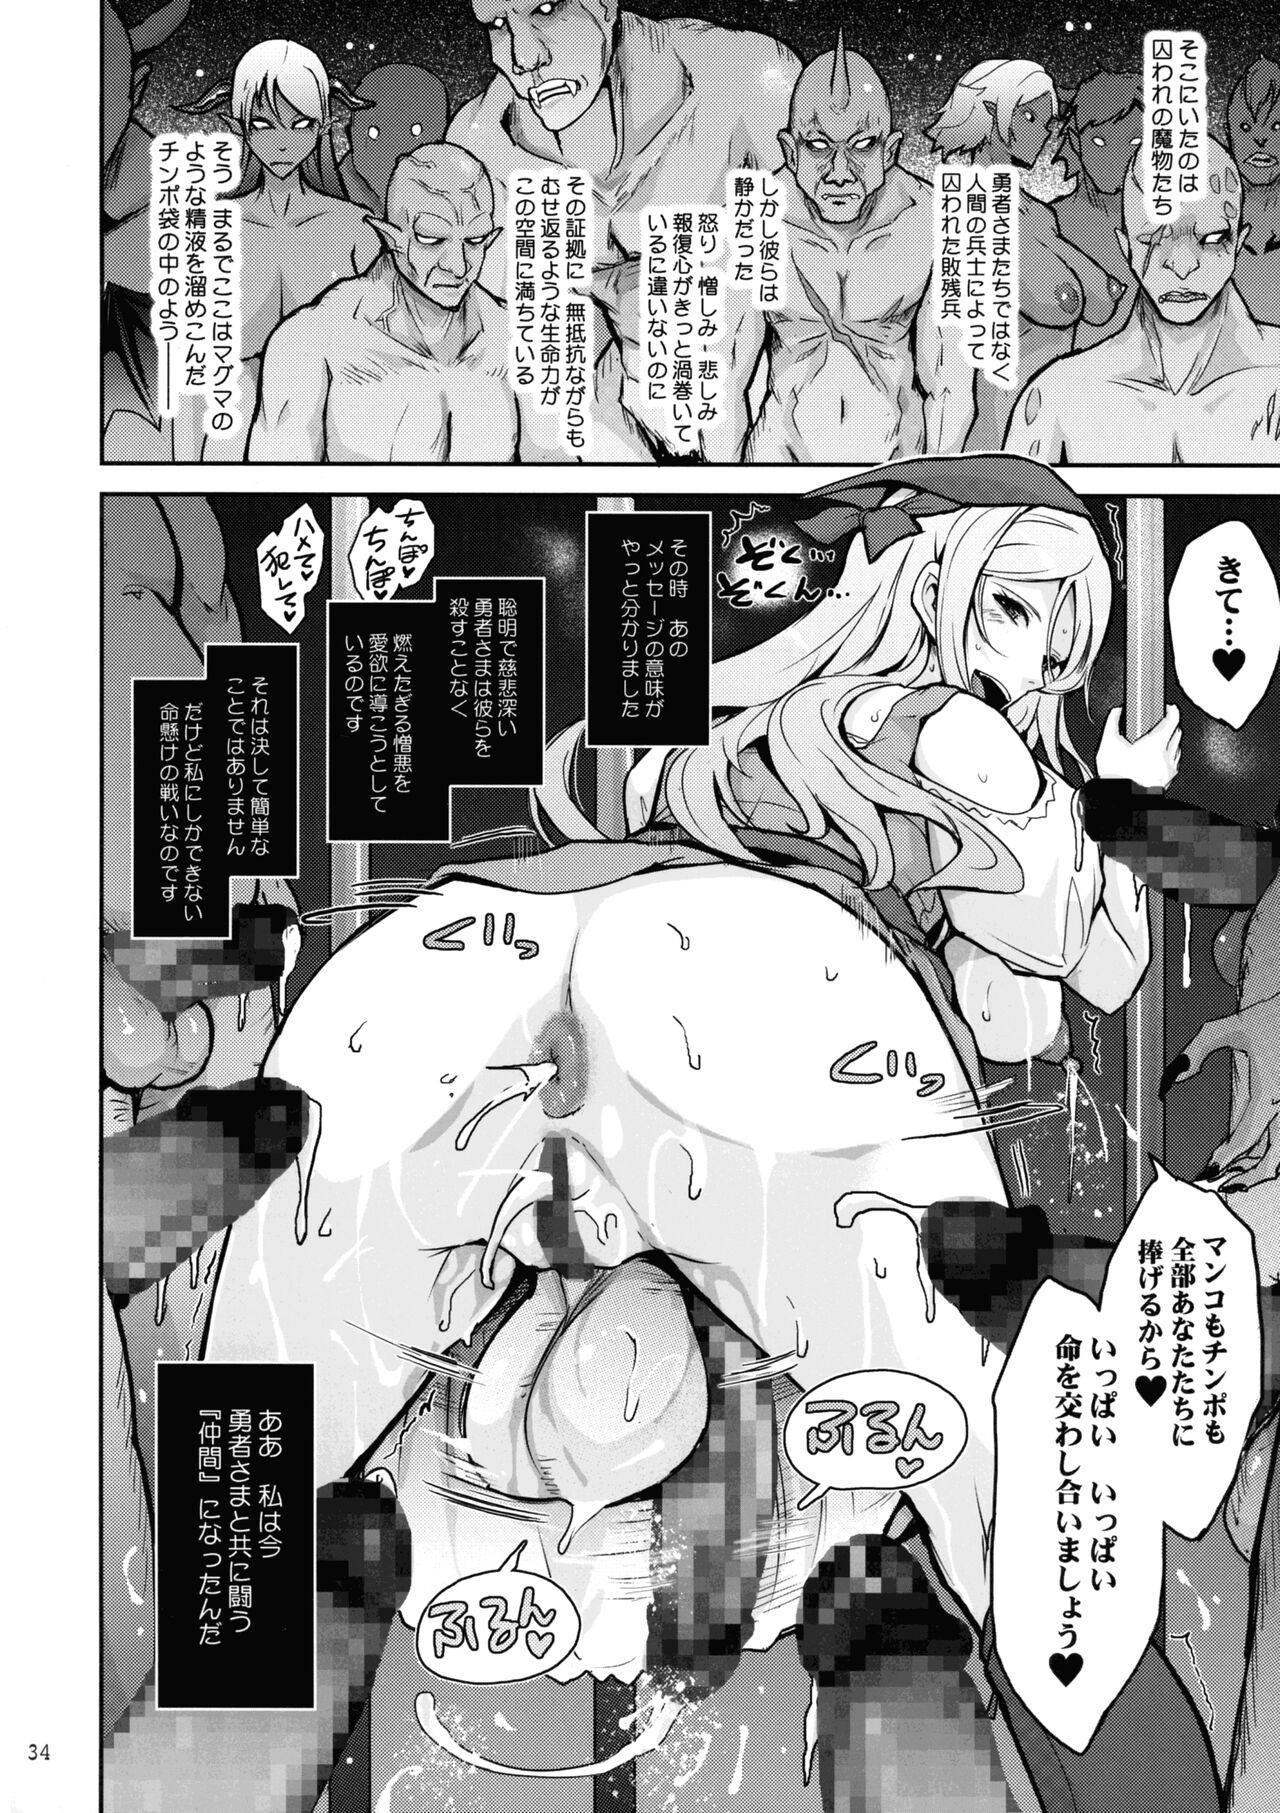 そこにいたのは
囚われの魔物たち
勇者さまたちではなく
人間の兵士によって
囚われた敗残兵
しかし彼らは
静かだった
怒り 憎しみ 悲しみ
報復心がきっと渦巻いて
いるに違いないのに
その証拠に 無抵抗ながらも
むせ返るような生命力が
この空間に満ちている
そう まるでここはマグマの
ような精液を溜めこんだ
チンポ袋の中のよう――
きて…♥
ぞくっ
ぞくんっ…
その時 あの
メッセージの意味が
やっと分かりました
聡明で慈悲深い
勇者さまは彼らを
殺すことなく
燃えたぎる憎悪を
愛欲に導こうとして
いるのです
ちんぽ♥
ちんぽ♥
ハメて♥
犯して♥
それは決して簡単な
ことではありません
だけど私にしかできない
命懸けの戦いなのです
ぐいっ
ぐいっ
マンコもチンポも
全部あなたたちに
捧げるから♥
いっぱい いっぱい
命を交わし合いましょう♥
ふるん♡
ふるん♡
ああ 私は今
勇者さまと共に闘う
『仲間』になったんだ
34